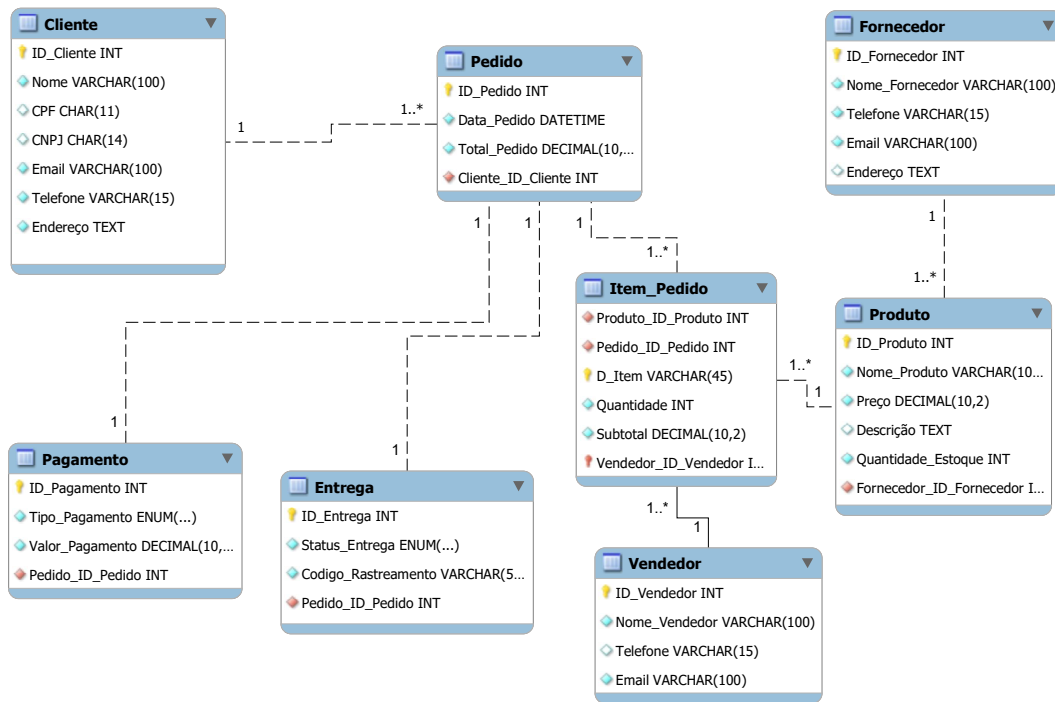 Cliente
ID_Cliente INT
Nome VARCHAR(100)
CPF CHAR(11)
CNPJ CHAR(14)
Email VARCHAR(100)
Telefone VARCHAR(15)
Endereço TEXT
1
1..*
Pedido
ID_Pedido INT
Data_Pedido DATETIME
Total_Pedido DECIMAL(10,...
Cliente_ID_Cliente INT
1
1
1
1..*
1
1
Fornecedor
ID_Fornecedor INT
Nome_Fornecedor VARCHAR(100)
Telefone VARCHAR(15)
Email VARCHAR(100)
Endereço TEXT
1
1..*
Item_Pedido
Produto_ID_Produto INT
Pedido_ID_Pedido INT
D_Item VARCHAR(45)
Quantidade INT
Subtotal DECIMAL(10,2)
Vendedor_ID_Vendedor I...
1..*
1
Produto
ID_Produto INT
Nome_Produto VARCHAR(10...
Preço DECIMAL(10,2)
Descrição TEXT
Quantidade_Estoque INT
Fornecedor_ID_Fornecedor I...
Pagamento
ID_Pagamento INT
Tipo_Pagamento ENUM(...)
Valor_Pagamento DECIMAL(10,...
Pedido_ID_Pedido INT
Entrega
ID_Entrega INT
Status_Entrega ENUM(...)
Codigo_Rastreamento VARCHAR(5...
Pedido_ID_Pedido INT
1..*
1
Vendedor
ID_Vendedor INT
Nome_Vendedor VARCHAR(100)
Telefone VARCHAR(15)
Email VARCHAR(100)